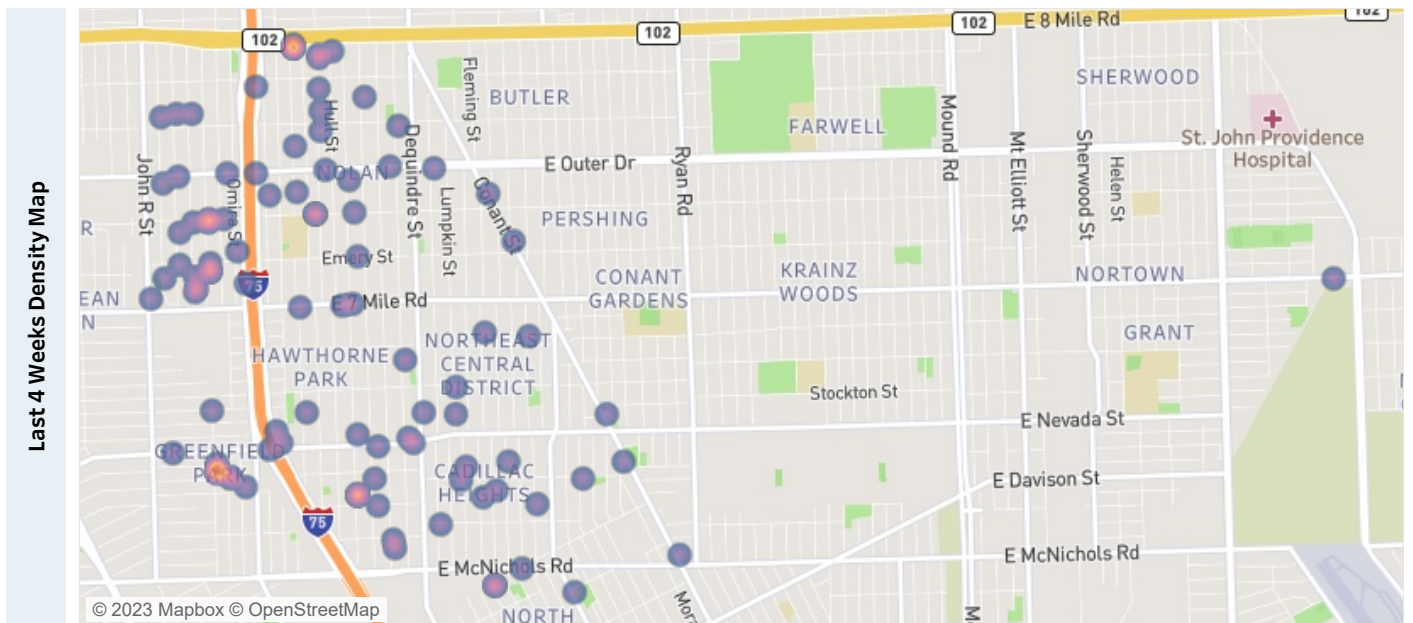 Last 4 Weeks Density Map
102
102
102
102
E 8 Mile Rd
Fleming St
BUTLER
SHERWOOD
FARWELL
St. John Providence
Hospital
John R St
Hull St
Dequindre St
Ryan Rd
Mound Rd
Mt Elliott St
Sherwood St
Helen St
E Outer Dr
NOLAN
Omira St
Lumpkin St
Conant St
PERSHING
R
Emery St
75
EAN
N
E 7 Mile Rd
CONANT
GARDENS
KRAINZ
WOODS
NORTOWN
GRANT
HAWTHORNE
PARK
NORTHEAST
CENTRAL
DISTRICT
Stockton St
E Nevada St
GREENFIELD
PARK
CADILLAC
HEIGHTS
E Davison St
75
E McNichols Rd
E McNichols Rd
NORTH
Mora
M
© 2023 Mapbox © OpenStreetMap